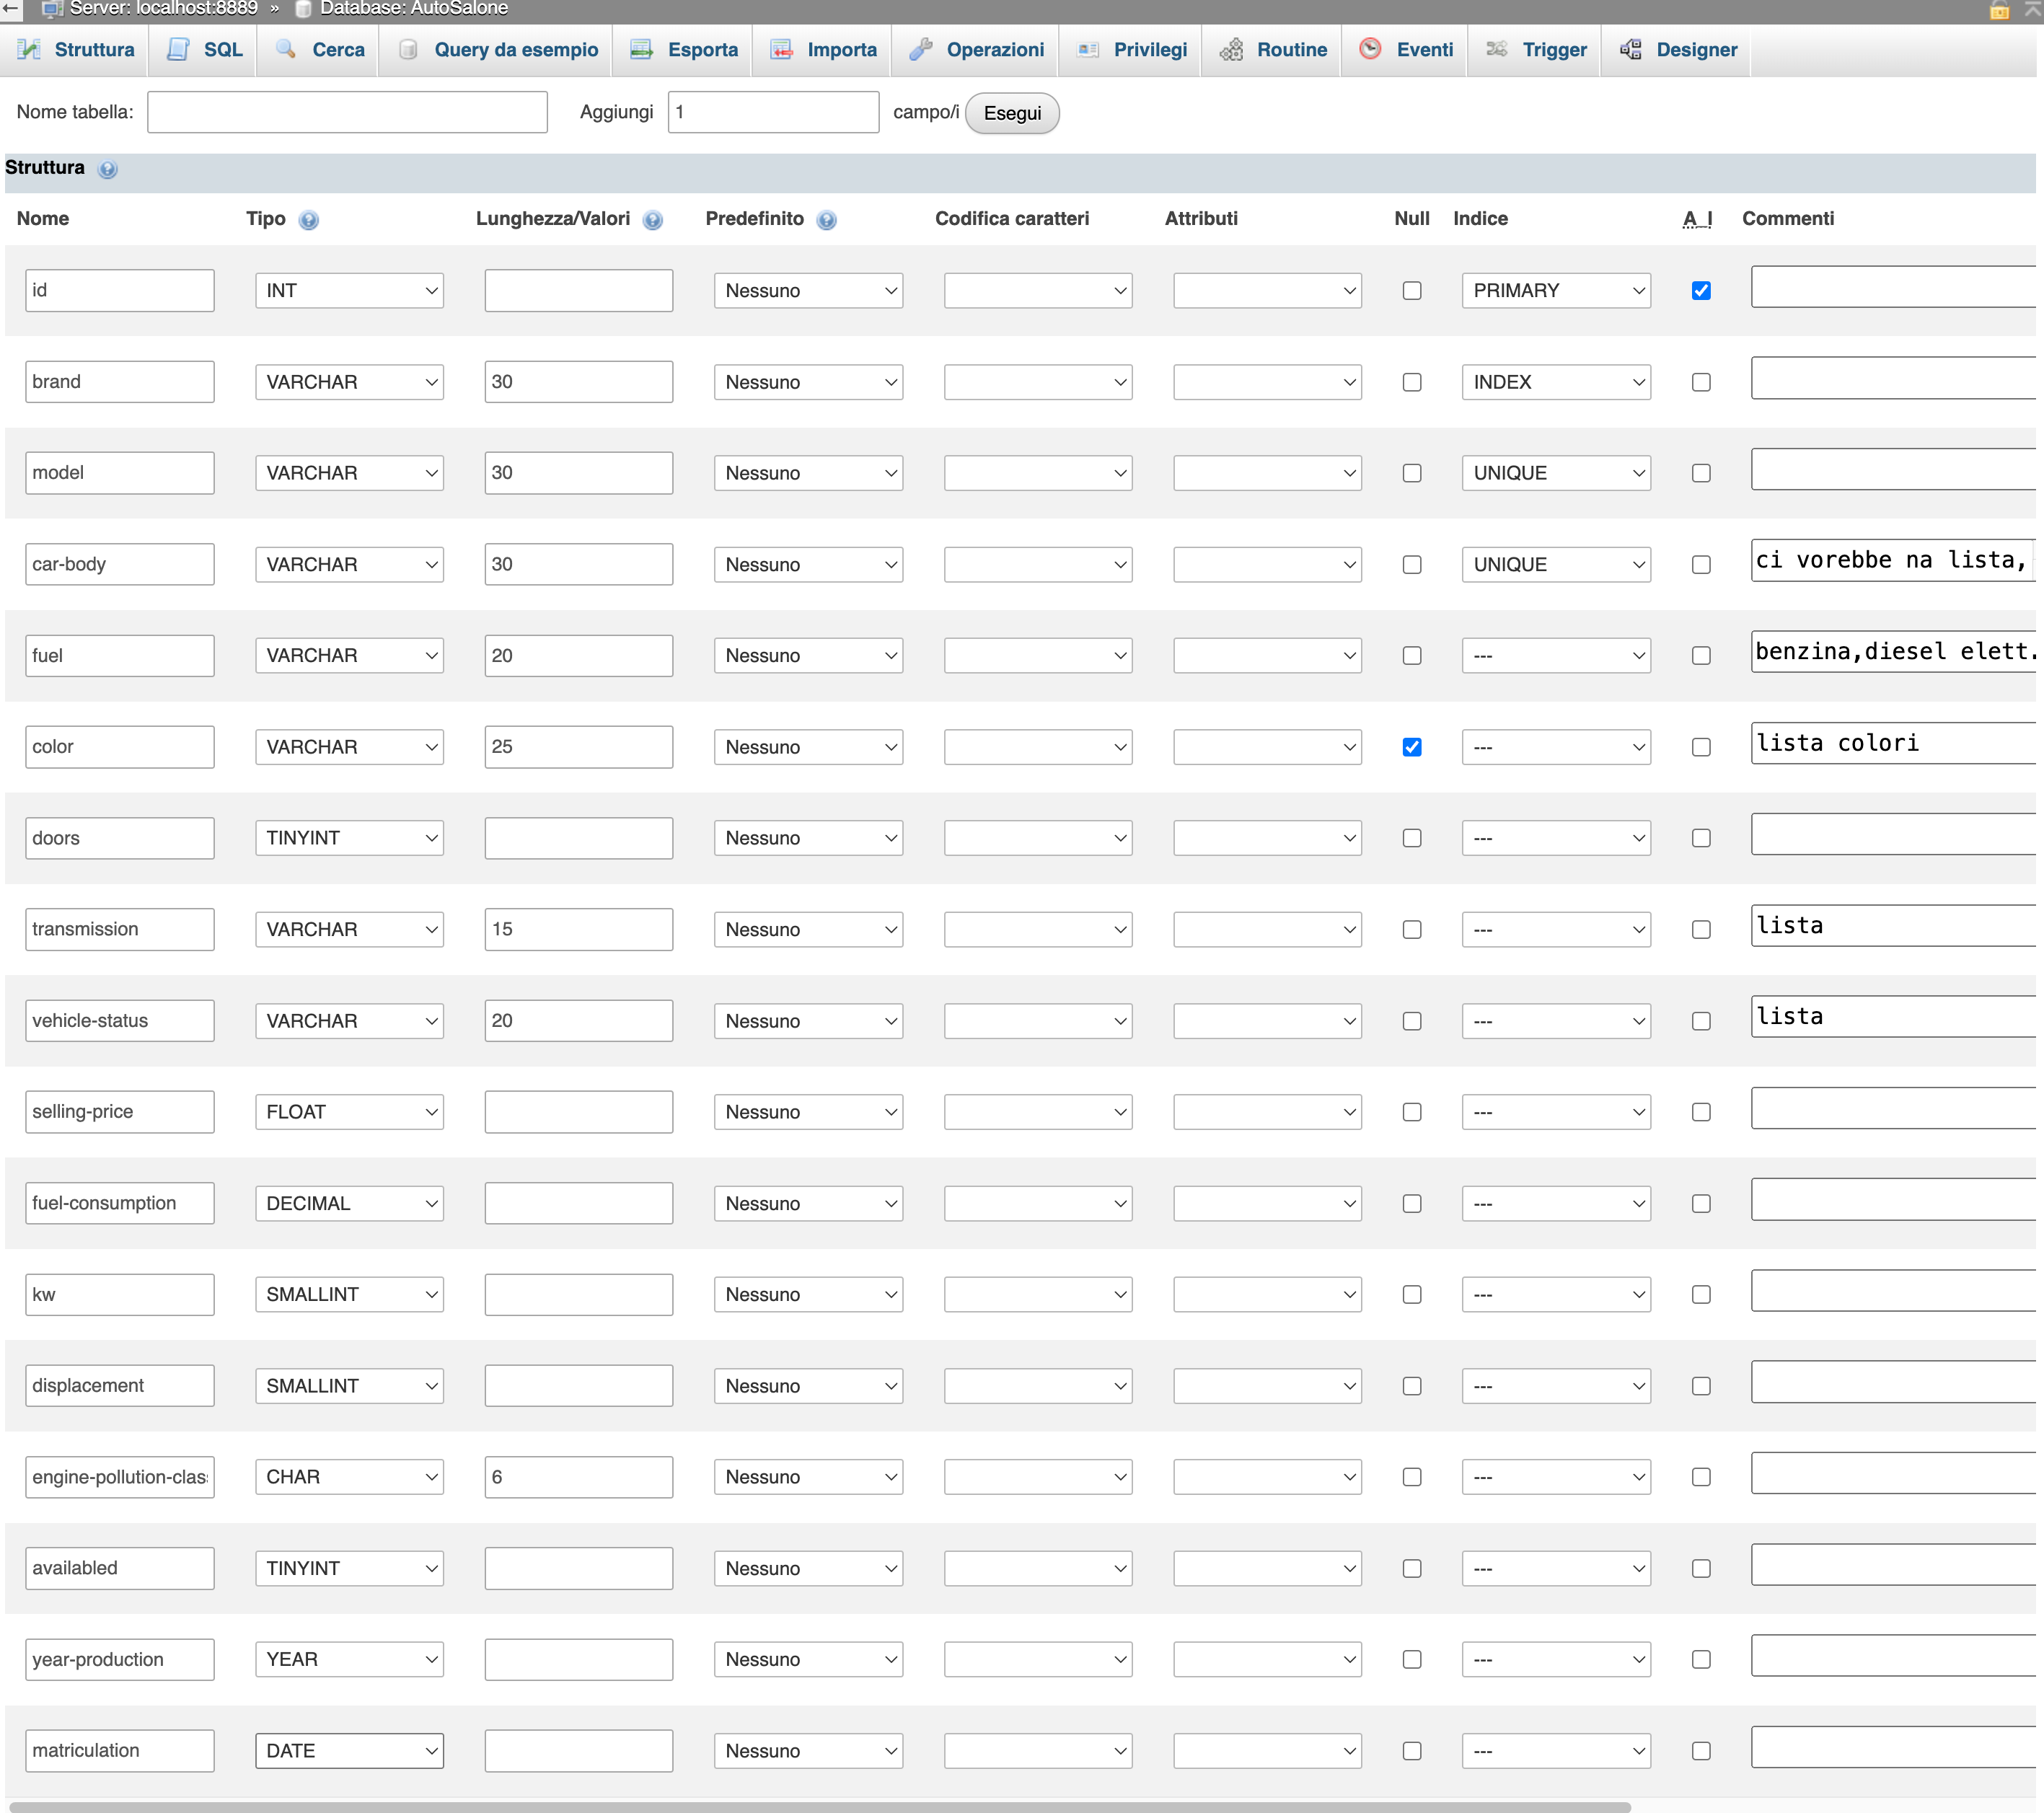 Server: localhost:8889 » Database: AutoSalone
Struttura SQL Cerca Query da esempio Esporta Importa Operazioni Privilegi Routine Eventi Trigger Designer
Nome tabella: Aggiungi 1 campo/i Esegui
Struttura
Nome Tipo Lunghezza/Valori Predefinito Codifica caratteri Attributi Null Indice A_I Commenti
id INT Nessuno PRIMARY
brand VARCHAR 30 Nessuno INDEX
model VARCHAR 30 Nessuno UNIQUE
car-body VARCHAR 30 Nessuno UNIQUE ci vorebbe na lista,
fuel VARCHAR 20 Nessuno --- benzina,diesel elett.
color VARCHAR 25 Nessuno --- lista colori
doors TINYINT Nessuno ---
transmission VARCHAR 15 Nessuno --- lista
vehicle-status VARCHAR 20 Nessuno --- lista
selling-price FLOAT Nessuno ---
fuel-consumption DECIMAL Nessuno ---
kw SMALLINT Nessuno ---
displacement SMALLINT Nessuno ---
engine-pollution-clas CHAR 6 Nessuno ---
availabled TINYINT Nessuno ---
year-production YEAR Nessuno ---
matriculation DATE Nessuno ---